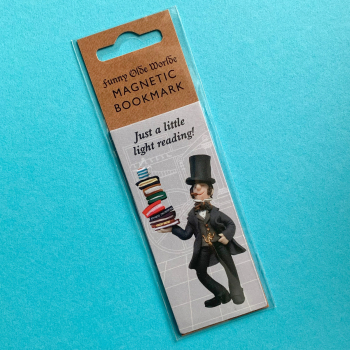 Funny Olde Worlde
MAGNETIC
BOOKMARK
Just a little
light reading!